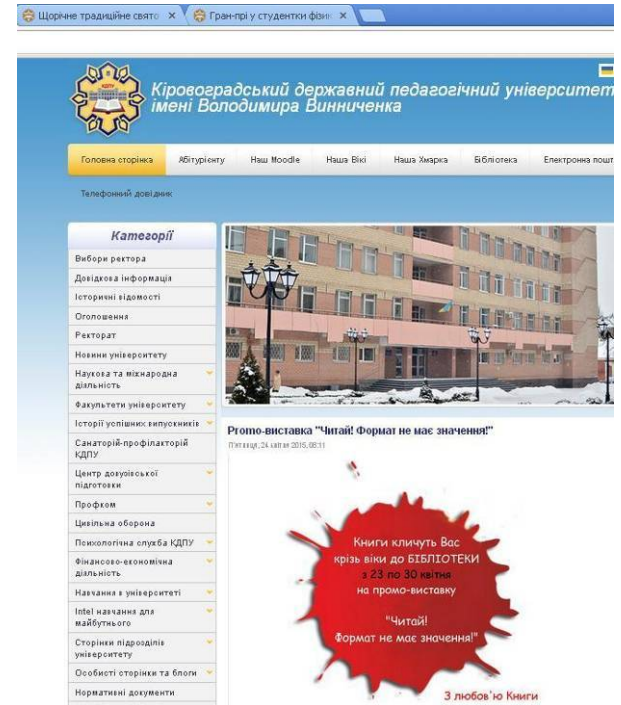 Щорічне традиційне свято
Гран-прі у студентки фізи
Кіровоградський державний педагогічний університет
імені Володимира Винниченка
Головна сторінка
Абітурієнту
Наш Moodle
Наша Вікі
Наша Хмарка
Бібліотека
Електронна пошт
Телефонний довідник
Категорії
Вибори ректора
Довідкова інформація
Історичні відомості
Оголошення
Ректорат
Новини університету
Наукова та міжнародна
діяльність
Факультети університету
Історії успішних випускників
Санаторій-профілакторій
КДПУ
Центр довузівської
підготовки
Профком
Цивільна оборона
Психологічна служба КДПУ
Фінансово-економічна
діяльність
Навчання в університеті
Intel навчання для
майбутнього
Сторінки підрозділів
університету
Особисті сторінки та блоги
Нормативні документи
Promo-виставка "Читай! Формат не має значення!"
П'ятниця, 24 квітня 2015, 08:11
Книги кличуть Вас
крізь віки до БІБЛІОТЕКИ
з 23 по 30 квітня
на промо-виставку
"Читай!
Формат не має значення!"
З любов'ю Книги